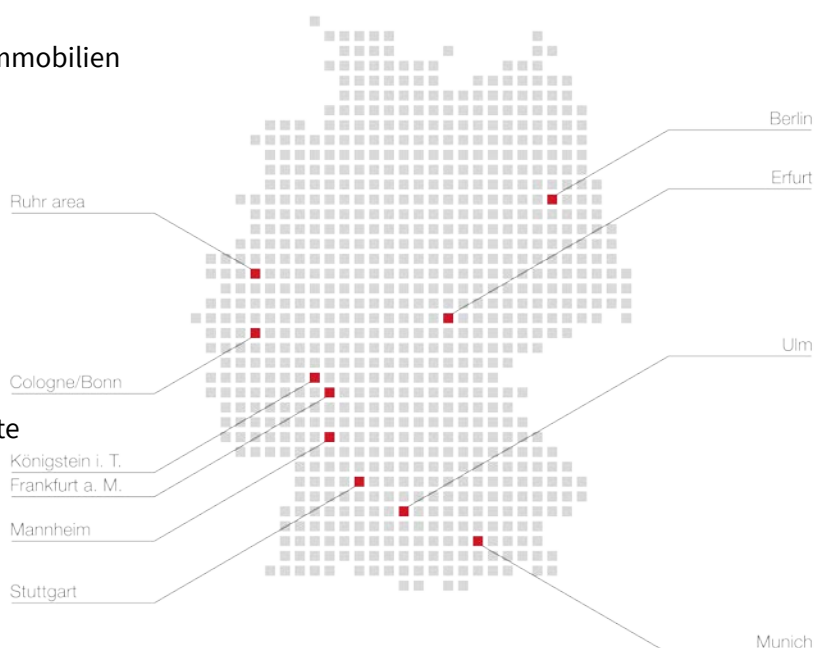 mmobilien
Berlin
Erfurt
Ruhr area
Ulm
Cologne/Bonn
te
Königstein i. T.
Frankfurt a. M.
Mannheim
Stuttgart
Munich